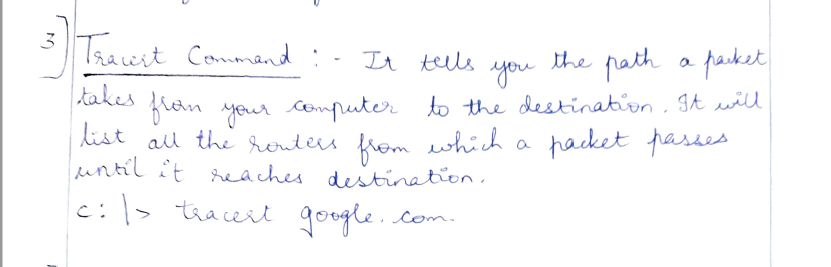 3] Tracert Command :- It tells you the path a packet
takes from your computer to the destination. It will
list all the routers from which a packet passes
until it reaches destination.
c:\> tracert google.com.